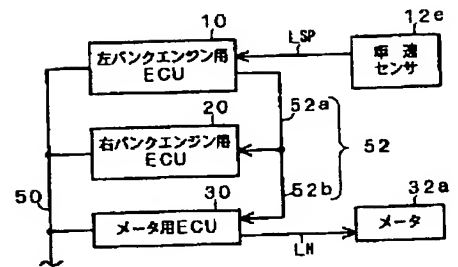 10
左バンクエンジン用
ECU
LSP
12e
車速
センサ
20
右バンクエンジン用
ECU
52a
52
52b
50
30
メータ用ECU
LM
32a
メータ